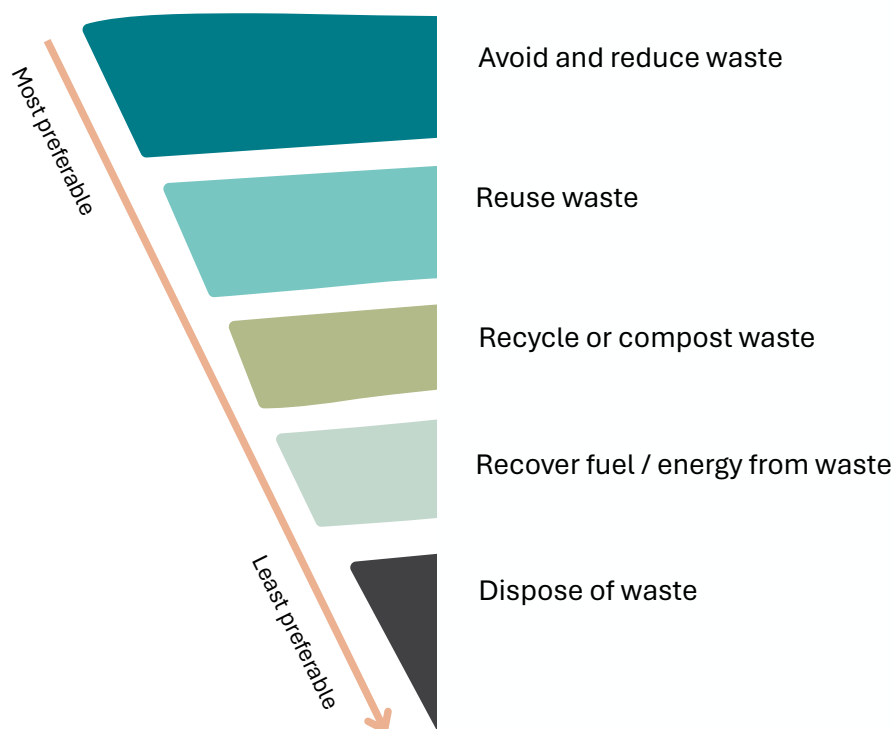 Most preferable
Avoid and reduce waste
Reuse waste
Recycle or compost waste
Recover fuel / energy from waste
Least preferable
Dispose of waste